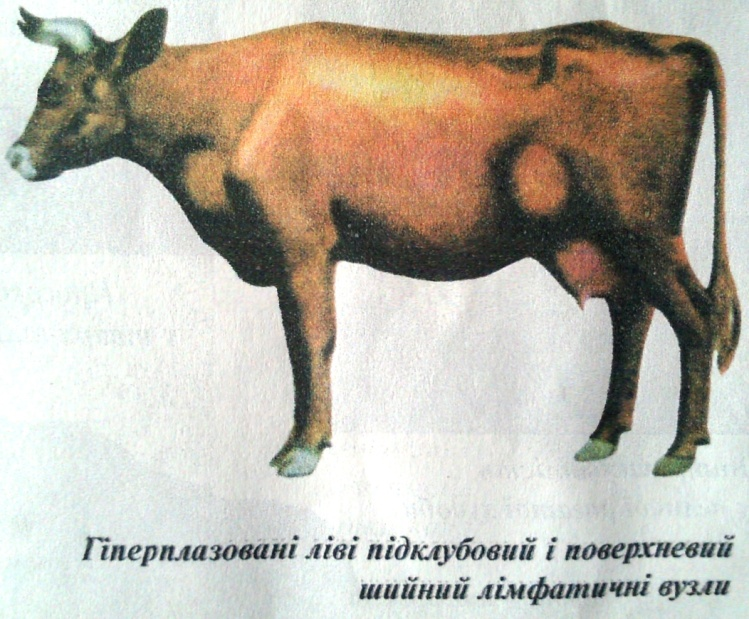 Гіперплазовані ліві підклубовий і поверхневий
шийний лімфатичні вузли